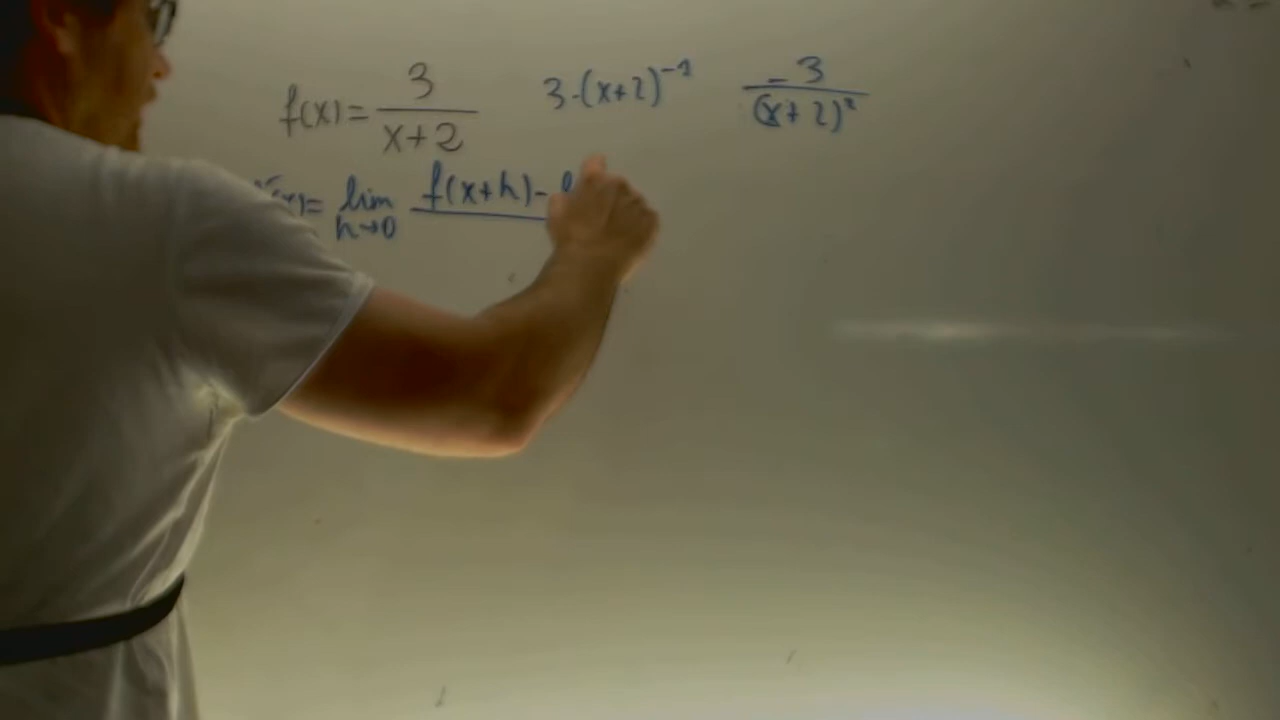 f(x) = 3/(x+2) 3·(x+2)^-1 -3/(x+2)^2
(x) = lim h→0 f(x+h) -